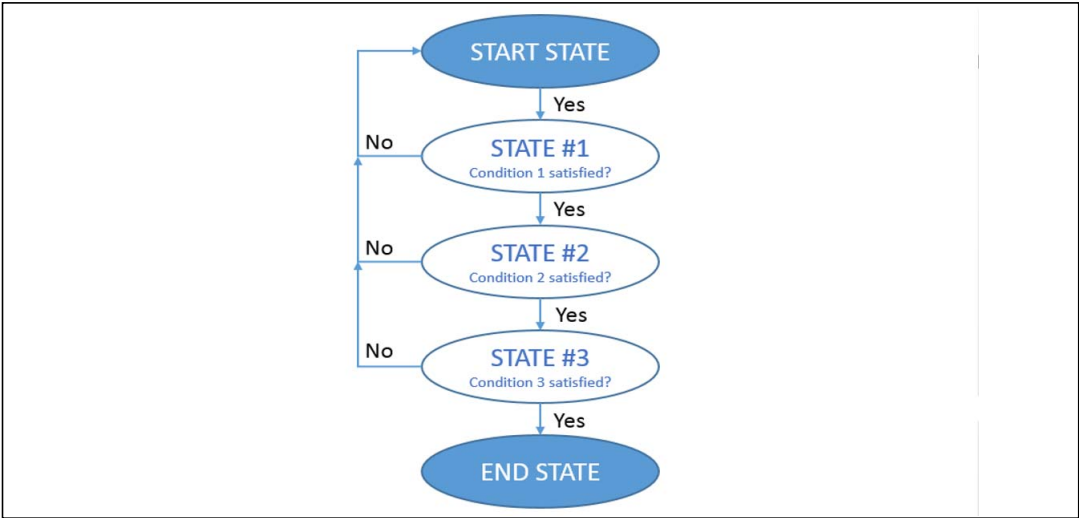 START STATE
Yes
No
STATE #1
Condition 1 satisfied?
Yes
No
STATE #2
Condition 2 satisfied?
Yes
No
STATE #3
Condition 3 satisfied?
Yes
END STATE